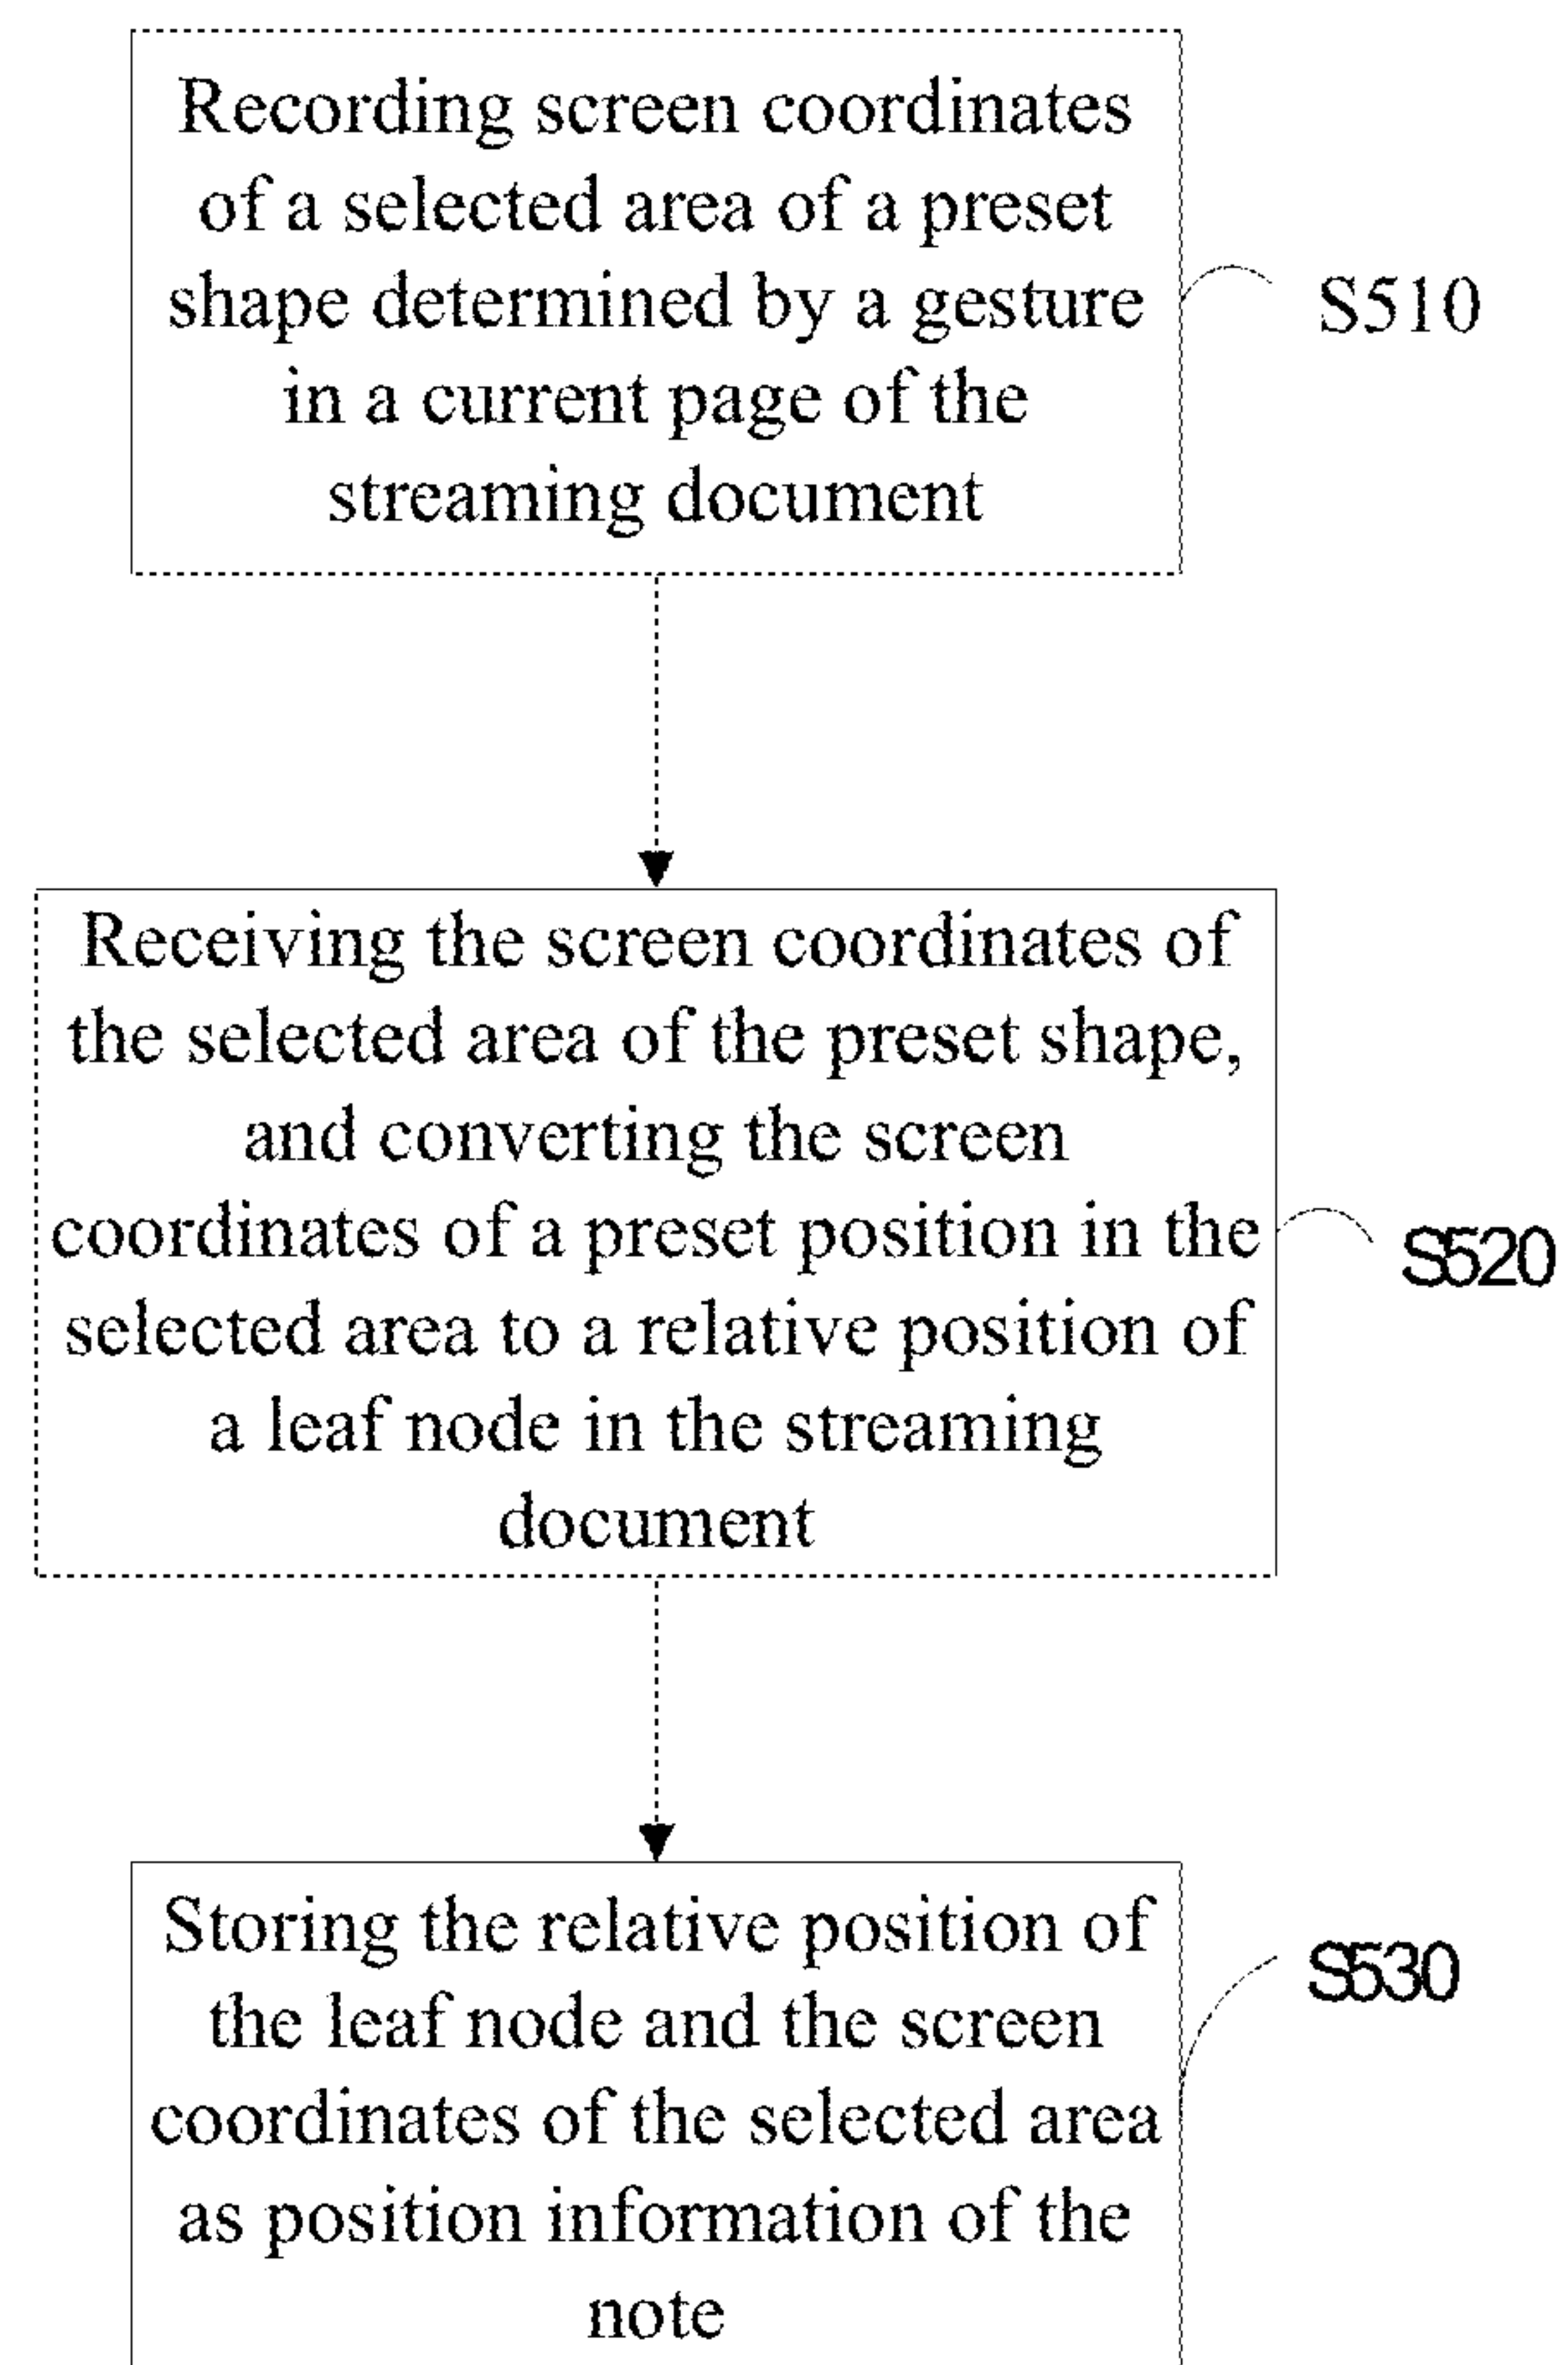 Recording screen coordinates
of a selected area of a preset
shape determined by a gesture
in a current page of the
streaming document
S510
Receiving the screen coordinates of
the selected area of the preset shape,
and converting the screen
coordinates of a preset position in the
selected area to a relative position of
a leaf node in the streaming
document
S520
Storing the relative position of
the leaf node and the screen
coordinates of the selected area
as position information of the
note
S530